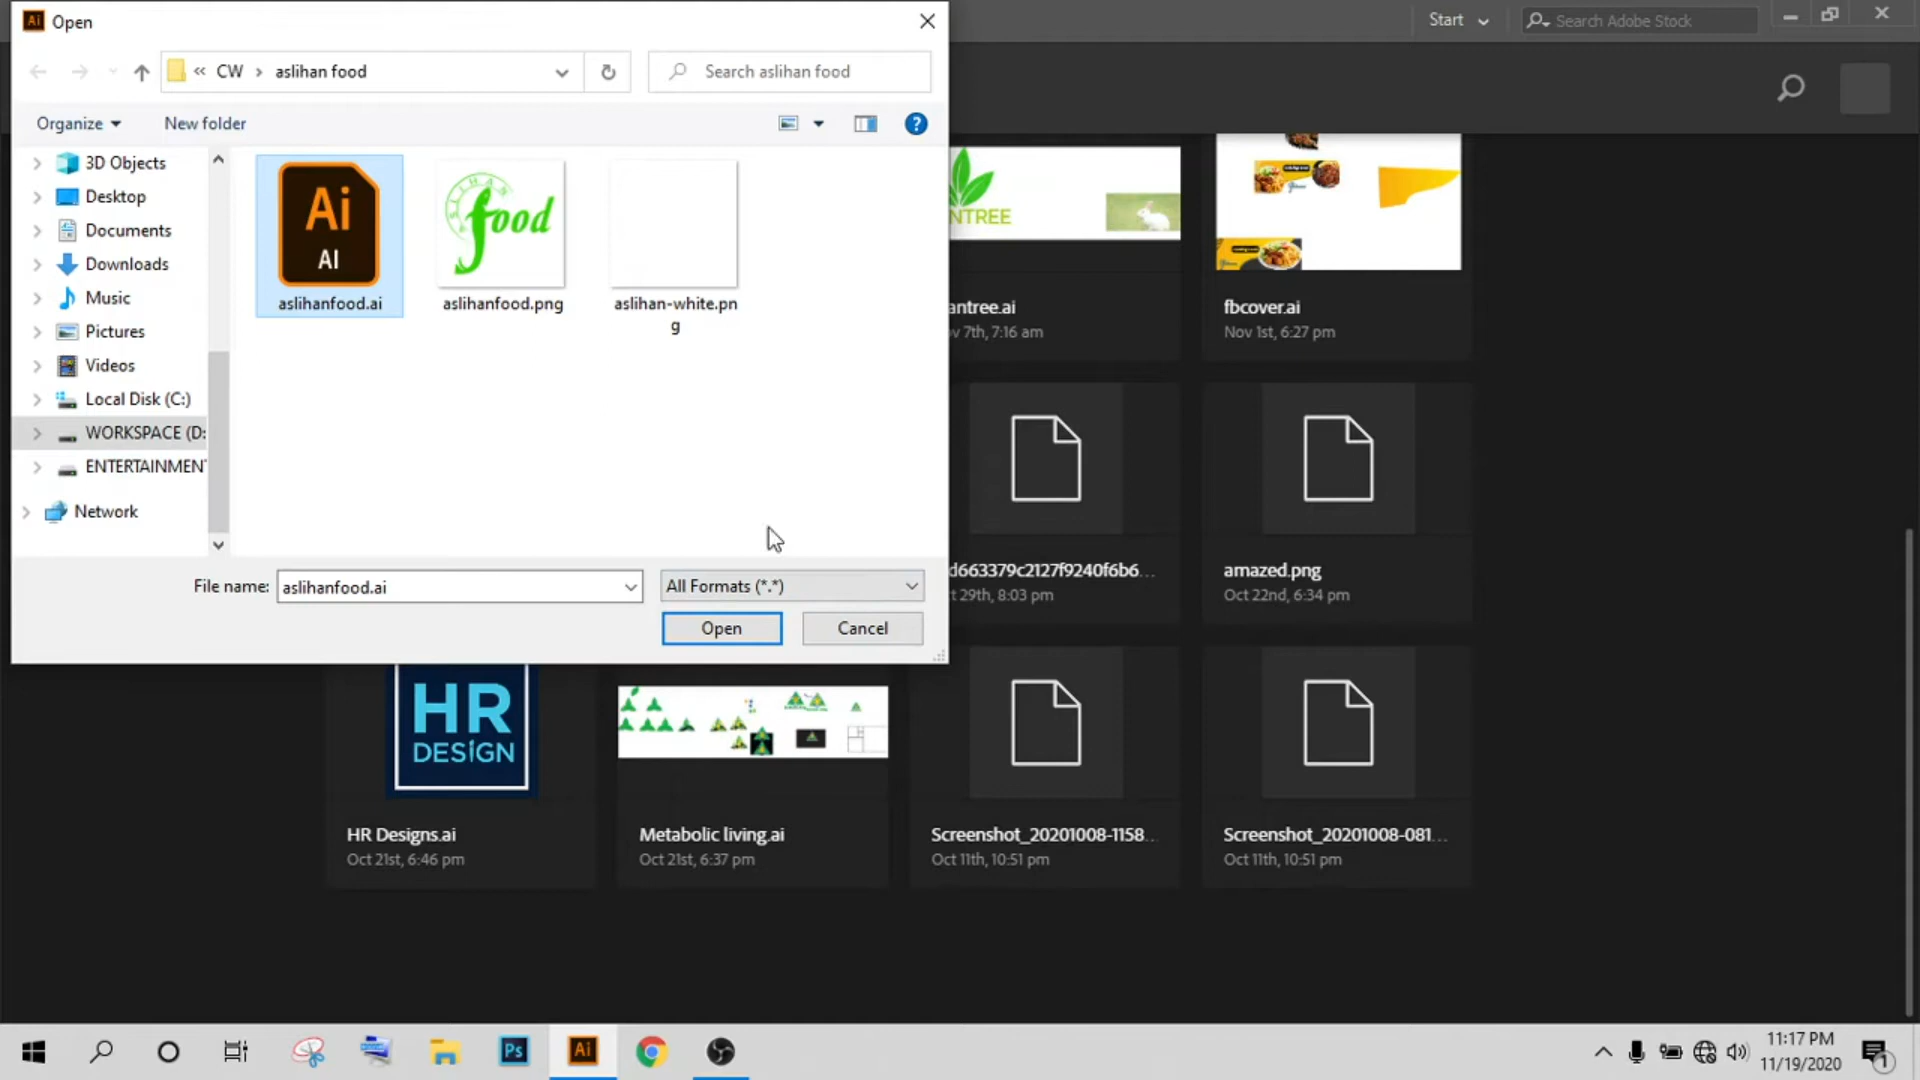 Ai Open
« CW > aslihan food
Search aslihan food
Organize
New folder
?
3D Objects
Desktop
Documents
Downloads
Music
Pictures
Videos
Local Disk (C:)
WORKSPACE (D:
ENTERTAINMENT
Network
Ai
AI
aslihanfood.ai
ASLIHAN
food
aslihanfood.png
aslihan-white.pn
g
File name:
aslihanfood.ai
All Formats (*.*)
Open
Cancel
Start
Search Adobe Stock
NTREE
antree.ai
v 7th, 7:16 am
fbcover.ai
Nov 1st, 6:27 pm
d663379c2127f9240f6b6...
t 29th, 8:03 pm
amazed.png
Oct 22nd, 6:34 pm
HR
DESIGN
HR Designs.ai
Oct 21st, 6:46 pm
Metabolic living.ai
Oct 21st, 6:37 pm
Screenshot_20201008-1158...
Oct 11th, 10:51 pm
Screenshot_20201008-081...
Oct 11th, 10:51 pm
Ps
Ai
11:17 PM
11/19/2020
1